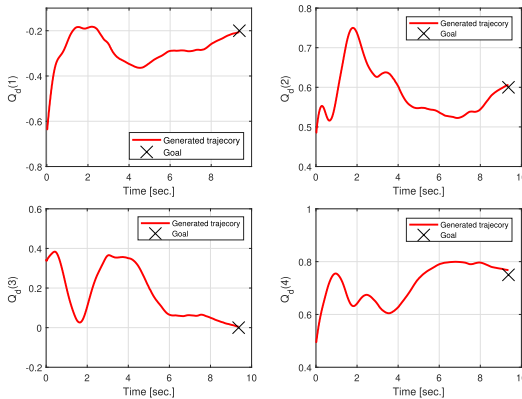 -0.2
-0.4
-0.6
-0.8
Q_d(1)
0 2 4 6 8 10
Time [sec.]
Generated trajecory
Goal
0.8
0.7
0.6
0.5
0.4
Q_d(2)
0 2 4 6 8 10
Time [sec.]
Generated trajecory
Goal
0.6
0.4
0.2
0
-0.2
Q_d(3)
0 2 4 6 8 10
Time [sec.]
Generated trajecory
Goal
1
0.8
0.6
0.4
Q_d(4)
0 2 4 6 8 10
Time [sec.]
Generated trajecory
Goal